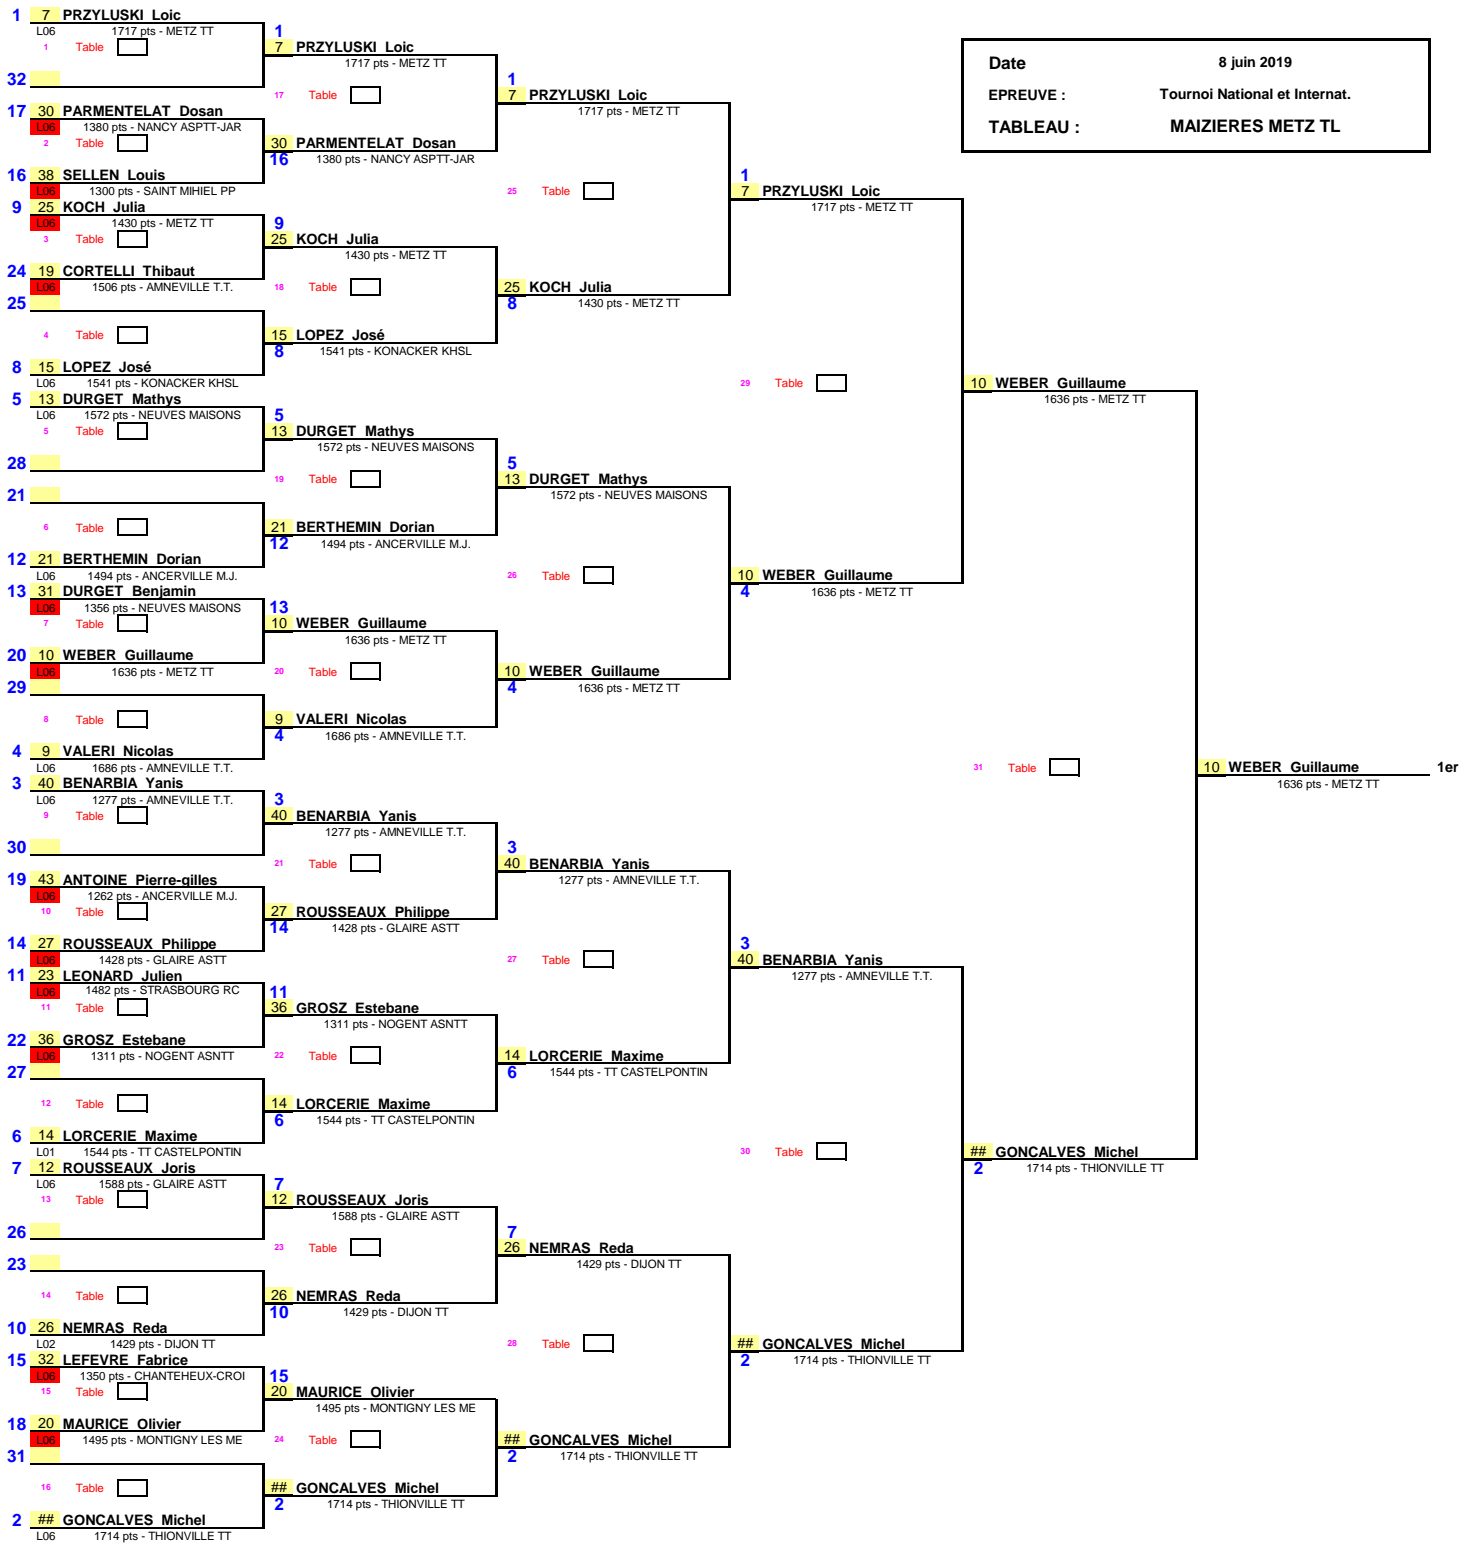 Date 8 juin 2019
EPREUVE : Tournoi National et Internat.
TABLEAU : MAIZIERES METZ TL
1 7 PRZYLUSKI Loic
L06 1717 pts - METZ TT
1 Table
32
17 30 PARMENTELAT Dosan
L06 1380 pts - NANCY ASPTT-JAR
2 Table
16 38 SELLEN Louis
L06 1300 pts - SAINT MIHIEL PP
9 25 KOCH Julia
L06 1430 pts - METZ TT
3 Table
24 19 CORTELLI Thibaut
L06 1506 pts - AMNEVILLE T.T.
25
4 Table
8 15 LOPEZ José
L06 1541 pts - KONACKER KHSL
5 13 DURGET Mathys
L06 1572 pts - NEUVES MAISONS
5 Table
28
21
6 Table
12 21 BERTHEMIN Dorian
L06 1494 pts - ANCERVILLE M.J.
13 31 DURGET Benjamin
L06 1356 pts - NEUVES MAISONS
7 Table
20 10 WEBER Guillaume
L06 1636 pts - METZ TT
29
8 Table
4 9 VALERI Nicolas
L06 1686 pts - AMNEVILLE T.T.
3 40 BENARBIA Yanis
L06 1277 pts - AMNEVILLE T.T.
9 Table
30
19 43 ANTOINE Pierre-gilles
L06 1262 pts - ANCERVILLE M.J.
10 Table
14 27 ROUSSEAUX Philippe
L06 1428 pts - GLAIRE ASTT
11 23 LEONARD Julien
L06 1482 pts - STRASBOURG RC
11 Table
22 36 GROSZ Estebane
L06 1311 pts - NOGENT ASNTT
27
12 Table
6 14 LORCERIE Maxime
L01 1544 pts - TT CASTELPONTIN
7 12 ROUSSEAUX Joris
L06 1588 pts - GLAIRE ASTT
13 Table
26
23
14 Table
10 26 NEMRAS Reda
L02 1429 pts - DIJON TT
15 32 LEFEVRE Fabrice
L06 1350 pts - CHANTEHEUX-CROI
15 Table
18 20 MAURICE Olivier
L06 1495 pts - MONTIGNY LES ME
31
16 Table
2 ## GONCALVES Michel
L06 1714 pts - THIONVILLE TT
1
7 PRZYLUSKI Loic
1717 pts - METZ TT
17 Table
30 PARMENTELAT Dosan
16 1380 pts - NANCY ASPTT-JAR
9
25 KOCH Julia
1430 pts - METZ TT
18 Table
15 LOPEZ José
8 1541 pts - KONACKER KHSL
5
13 DURGET Mathys
1572 pts - NEUVES MAISONS
19 Table
21 BERTHEMIN Dorian
12 1494 pts - ANCERVILLE M.J.
13
10 WEBER Guillaume
1636 pts - METZ TT
20 Table
9 VALERI Nicolas
4 1686 pts - AMNEVILLE T.T.
3
40 BENARBIA Yanis
1277 pts - AMNEVILLE T.T.
21 Table
27 ROUSSEAUX Philippe
14 1428 pts - GLAIRE ASTT
11
36 GROSZ Estebane
1311 pts - NOGENT ASNTT
22 Table
14 LORCERIE Maxime
6 1544 pts - TT CASTELPONTIN
7
12 ROUSSEAUX Joris
1588 pts - GLAIRE ASTT
23 Table
26 NEMRAS Reda
10 1429 pts - DIJON TT
15
20 MAURICE Olivier
1495 pts - MONTIGNY LES ME
24 Table
## GONCALVES Michel
2 1714 pts - THIONVILLE TT
1
7 PRZYLUSKI Loic
1717 pts - METZ TT
25 Table
25 KOCH Julia
8 1430 pts - METZ TT
5
13 DURGET Mathys
1572 pts - NEUVES MAISONS
26 Table
10 WEBER Guillaume
4 1636 pts - METZ TT
3
40 BENARBIA Yanis
1277 pts - AMNEVILLE T.T.
27 Table
14 LORCERIE Maxime
6 1544 pts - TT CASTELPONTIN
7
26 NEMRAS Reda
1429 pts - DIJON TT
28 Table
## GONCALVES Michel
2 1714 pts - THIONVILLE TT
1
7 PRZYLUSKI Loic
1717 pts - METZ TT
29 Table
10 WEBER Guillaume
4 1636 pts - METZ TT
3
40 BENARBIA Yanis
1277 pts - AMNEVILLE T.T.
30 Table
## GONCALVES Michel
2 1714 pts - THIONVILLE TT
10 WEBER Guillaume
1636 pts - METZ TT
31 Table
## GONCALVES Michel
2 1714 pts - THIONVILLE TT
10 WEBER Guillaume 1er
1636 pts - METZ TT